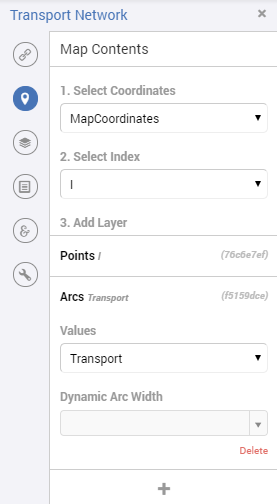 Transport Network ×
Map Contents
1. Select Coordinates
MapCoordinates
2. Select Index
I
3. Add Layer
Points I (76c6e7ef)
Arcs Transport (f5159dce)
Values
Transport
Dynamic Arc Width
Delete
+